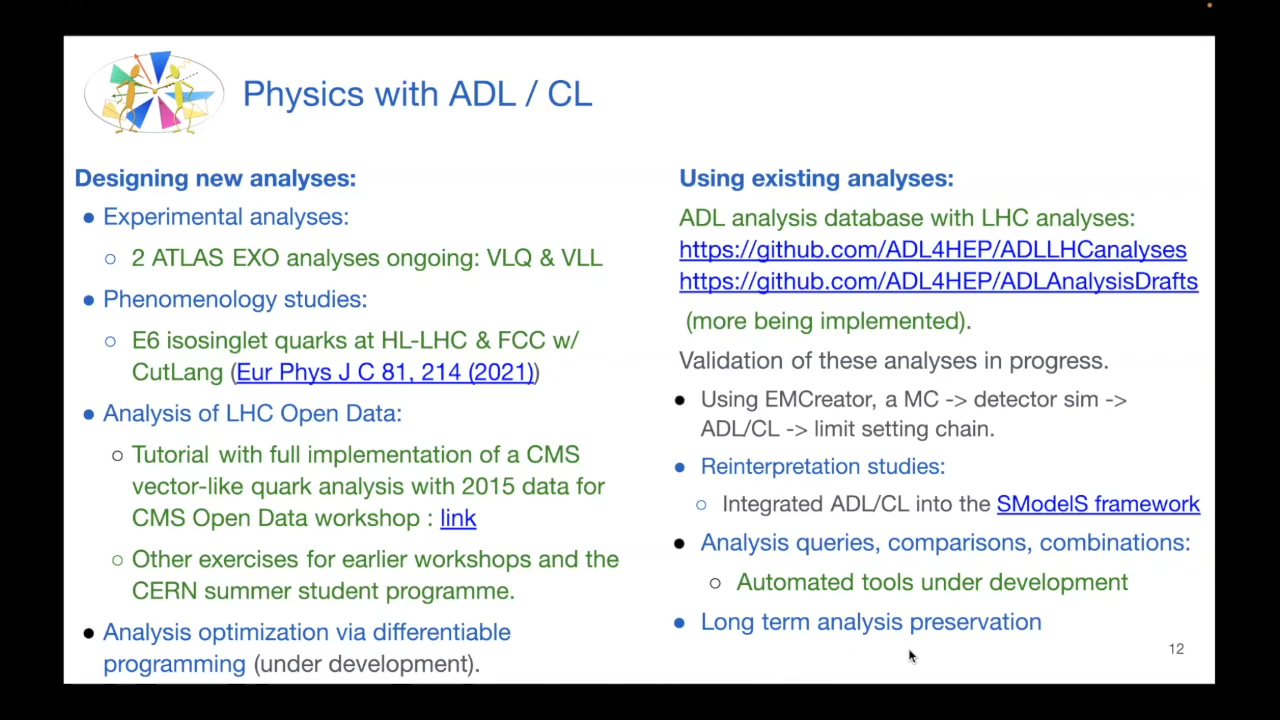 Physics with ADL / CL
Designing new analyses:
● Experimental analyses:
○ 2 ATLAS EXO analyses ongoing: VLQ & VLL
● Phenomenology studies:
○ E6 isosinglet quarks at HL-LHC & FCC w/
CutLang (Eur Phys J C 81, 214 (2021))
● Analysis of LHC Open Data:
○ Tutorial with full implementation of a CMS
vector-like quark analysis with 2015 data for
CMS Open Data workshop : link
○ Other exercises for earlier workshops and the
CERN summer student programme.
● Analysis optimization via differentiable
programming (under development).
Using existing analyses:
ADL analysis database with LHC analyses:
https://github.com/ADL4HEP/ADLLHCanalyses
https://github.com/ADL4HEP/ADLAnalysisDrafts
(more being implemented).
Validation of these analyses in progress.
● Using EMCreator, a MC -> detector sim ->
ADL/CL -> limit setting chain.
● Reinterpretation studies:
○ Integrated ADL/CL into the SModelS framework
● Analysis queries, comparisons, combinations:
○ Automated tools under development
● Long term analysis preservation
12